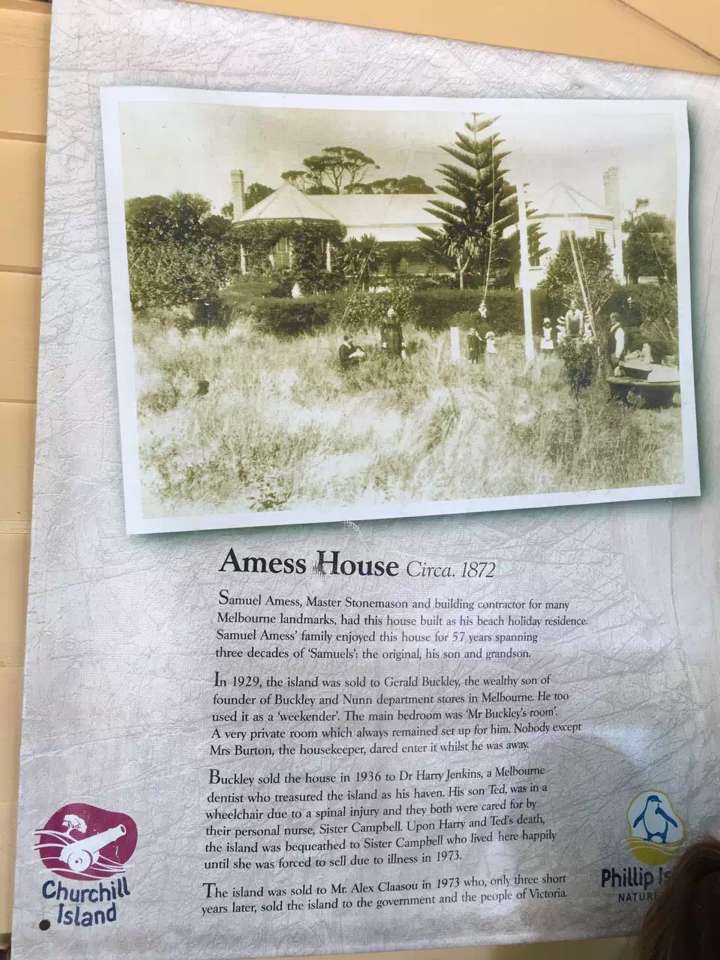 Amess House Circa. 1872
Samuel Amess, Master Stonemason and building contractor for many
Melbourne landmarks, had this house built as his beach holiday residence.
Samuel Amess' family enjoyed this house for 57 years spanning
three decades of 'Samuels'; the original, his son and grandson.
In 1929, the island was sold to Gerald Buckley, the wealthy son of
founder of Buckley and Nunn department stores in Melbourne. He too
used it as a 'weekender'. The main bedroom was 'Mr Buckley's room'.
A very private room which always remained set up for him. Nobody except
Mrs Burton, the housekeeper, dared enter it whilst he was away.
Buckley sold the house in 1936 to Dr Harry Jenkins, a Melbourne
dentist who treasured the island as his haven. His son Ted, was in a
wheelchair due to a spinal injury and they both were cared for by
their personal nurse, Sister Campbell. Upon Harry and Ted's death,
the island was bequeathed to Sister Campbell who lived here happily
until she was forced to sell due to illness in 1973.
The island was sold to Mr. Alex Claasou in 1973 who, only three short
years later, sold the island to the government and the people of Victoria.
Churchill
Island
Phillip Is
NATURE